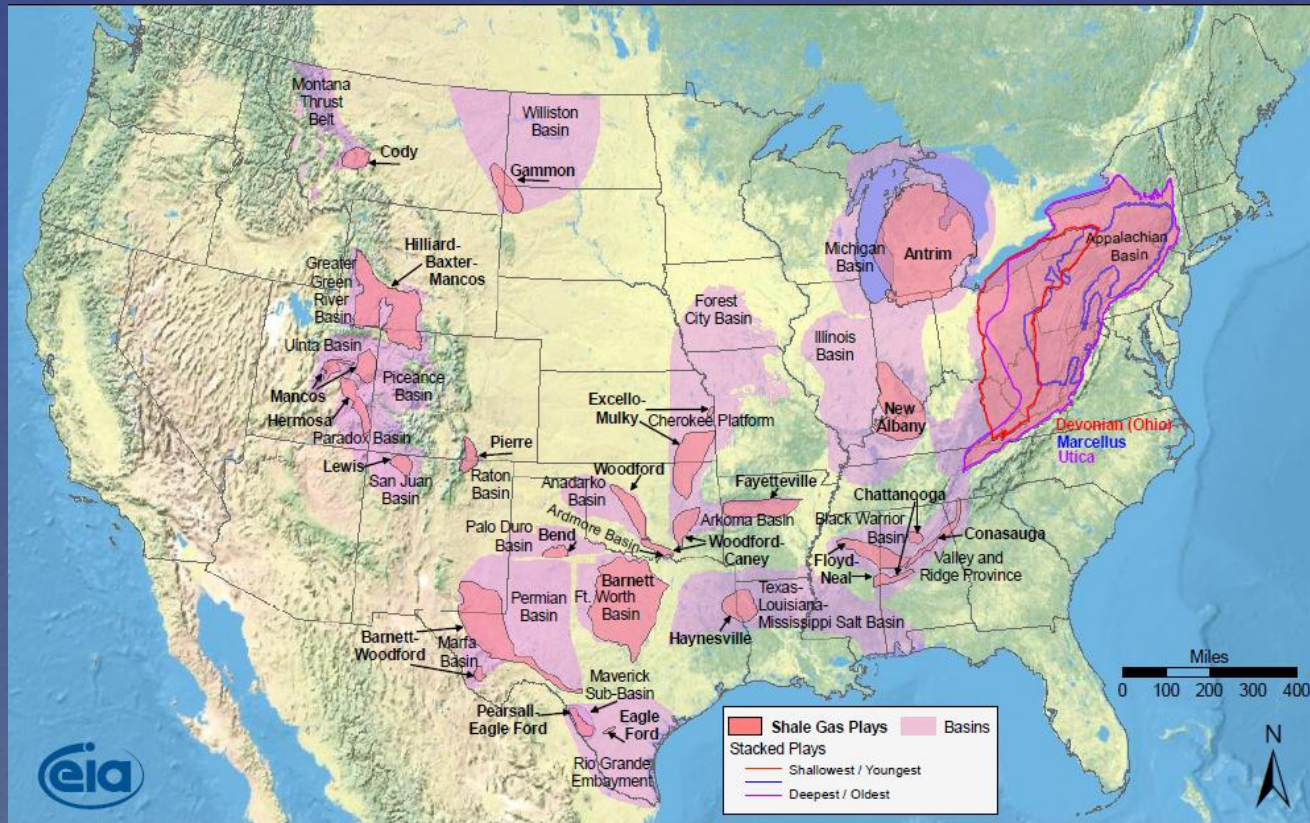 Montana
Thrust
Belt
Cody
Williston
Basin
Gammon
Hilliard-
Baxter-
Mancos
Greater
Green
River
Basin
Uinta Basin
Mancos
Piceance
Basin
Hermosa
Paradox Basin
Lewis
San Juan
Basin
Pierre
Raton
Basin
Michigan
Basin
Antrim
Appalachian
Basin
Forest
City Basin
Illinois
Basin
New
Albany
Excello-
Mulky
Cherokee Platform
Devonian (Ohio)
Marcellus
Utica
Woodford
Anadarko
Basin
Fayetteville
Arkoma Basin
Ardmore Basin
Palo Duro
Basin
Bend
Woodford-
Caney
Chattanooga
Black Warrior
Basin
Conasauga
Floyd-
Neal
Valley and
Ridge Province
Permian
Basin
Barnett
Ft. Worth
Basin
Texas-
Louisiana-
Mississippi Salt Basin
Haynesville
Barnett-
Woodford
Marfa
Basin
Maverick
Sub-Basin
Pearsall-
Eagle Ford
Eagle
Ford
Rio Grande
Embayment
Miles
0 100 200 300 400
N
Shale Gas Plays
Basins
Stacked Plays
Shallowest / Youngest
Deepest / Oldest
eia